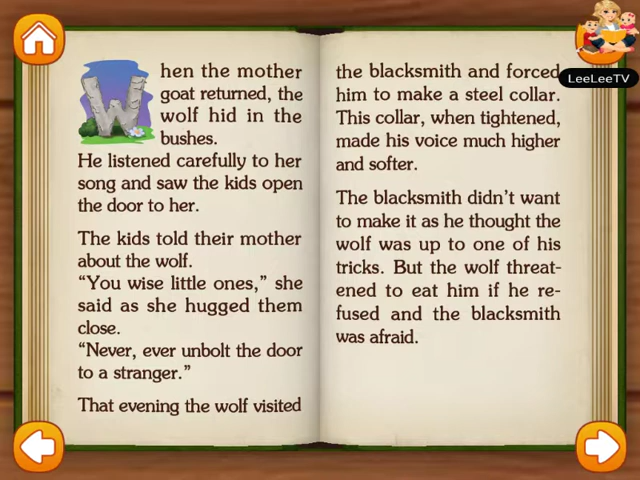 When the mother
goat returned, the
wolf hid in the
bushes.
He listened carefully to her
song and saw the kids open
the door to her.
The kids told their mother
about the wolf.
“You wise little ones,” she
said as she hugged them
close.
“Never, ever unbolt the door
to a stranger.”
That evening the wolf visited
the blacksmith and forced
him to make a steel collar.
This collar, when tightened,
made his voice much higher
and softer.
The blacksmith didn’t want
to make it as he thought the
wolf was up to one of his
tricks. But the wolf threat-
ened to eat him if he re-
fused and the blacksmith
was afraid.
LeeLeeTV